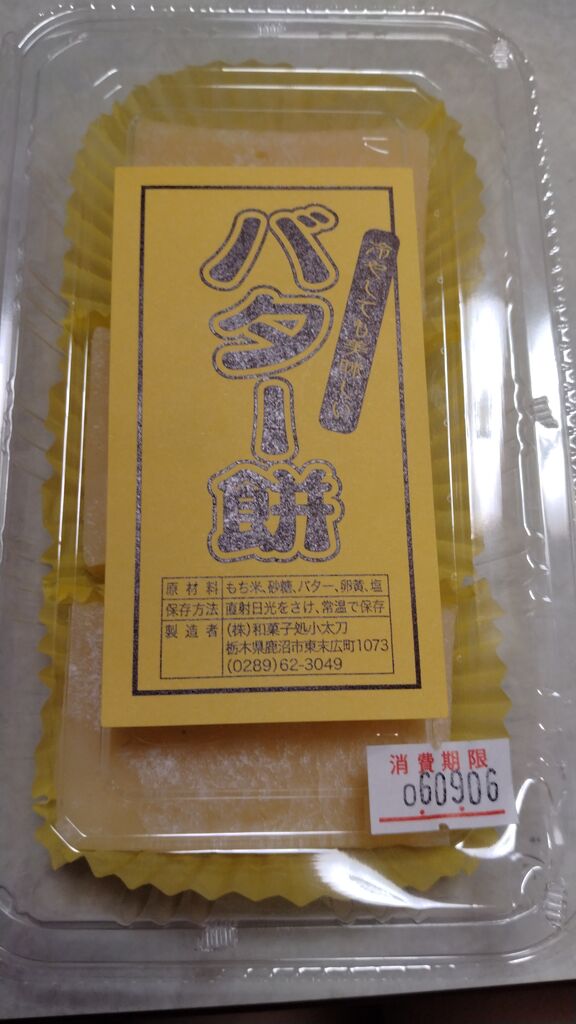 冷やしても美味しい
バター餅
原材料 もち米、砂糖、バター、卵黄、塩
保存方法 直射日光をさけ、常温で保存
製造者 (株)和菓子処小太刀
栃木県鹿沼市東末広町1073
(0289)62-3049
消費期限
060906